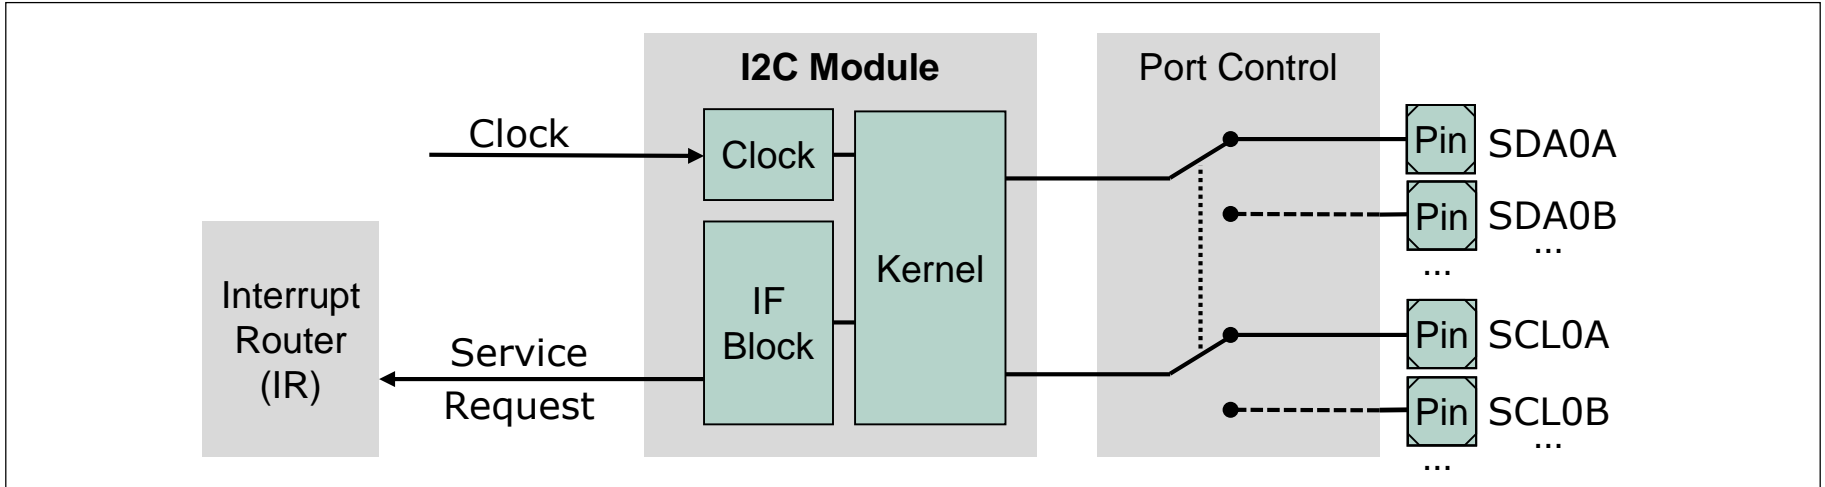 I2C Module
Port Control
Clock
Clock
Kernel
IF
Block
Interrupt
Router
(IR)
Service
Request
Pin SDA0A
Pin SDA0B
...
...
Pin SCL0A
Pin SCL0B
...
...